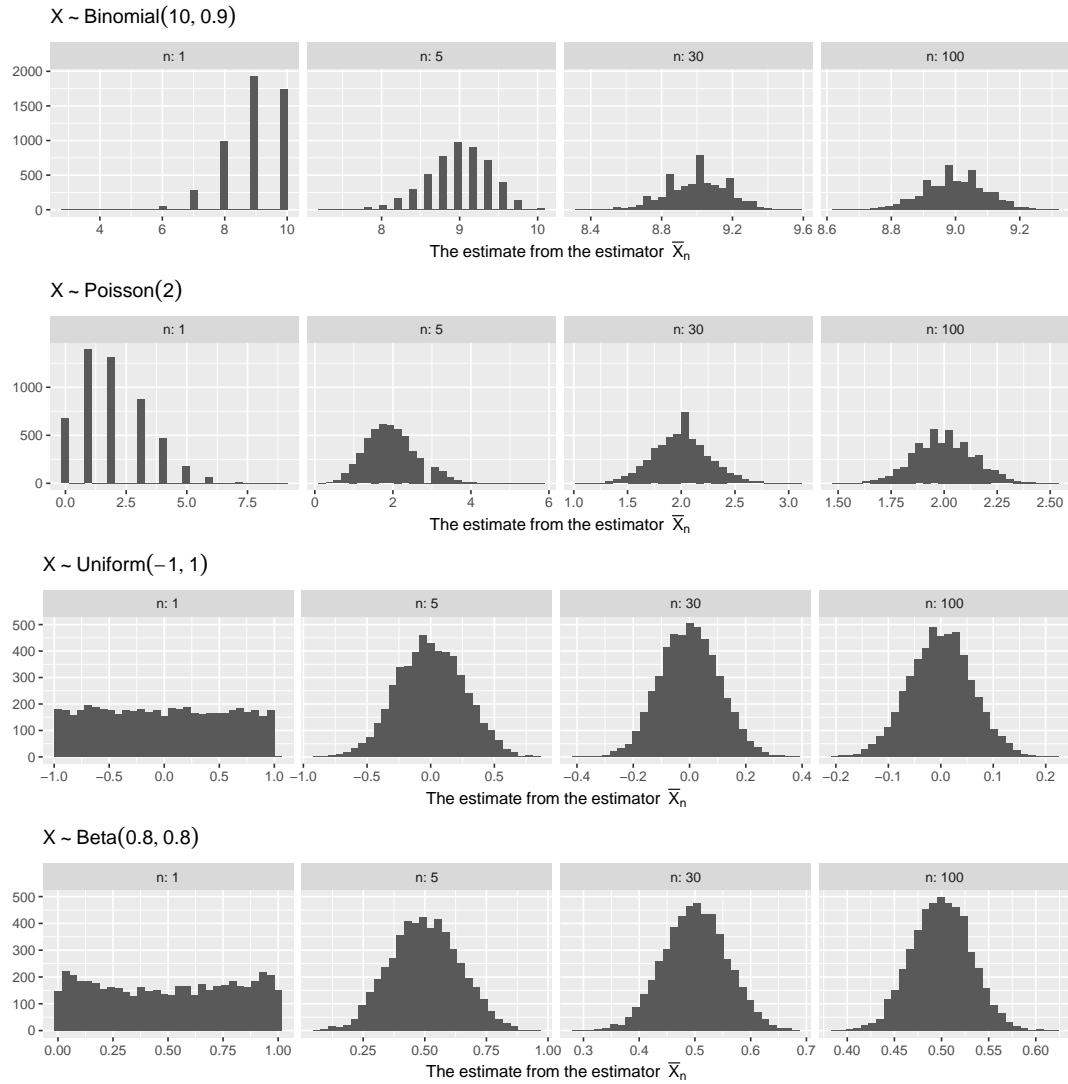 X ~ Binomial(10, 0.9)
n: 1 n: 5 n: 30 n: 100
2000
1500
1000
500
0
4 6 8 10 8 9 10 8.4 8.8 9.2 9.6 8.6 8.8 9.0 9.2
The estimate from the estimator X̅n
X ~ Poisson(2)
n: 1 n: 5 n: 30 n: 100
1000
500
0
0.0 2.5 5.0 7.5 0 2 4 6 1.0 1.5 2.0 2.5 3.0 1.50 1.75 2.00 2.25 2.50
The estimate from the estimator X̅n
X ~ Uniform(−1, 1)
n: 1 n: 5 n: 30 n: 100
500
400
300
200
100
0
−1.0 −0.5 0.0 0.5 1.0 −1.0 −0.5 0.0 0.5 −0.4 −0.2 0.0 0.2 0.4 −0.2 −0.1 0.0 0.1 0.2
The estimate from the estimator X̅n
X ~ Beta(0.8, 0.8)
n: 1 n: 5 n: 30 n: 100
500
400
300
200
100
0
0.00 0.25 0.50 0.75 1.00 0.25 0.50 0.75 1.00 0.3 0.4 0.5 0.6 0.7 0.40 0.45 0.50 0.55 0.60
The estimate from the estimator X̅n